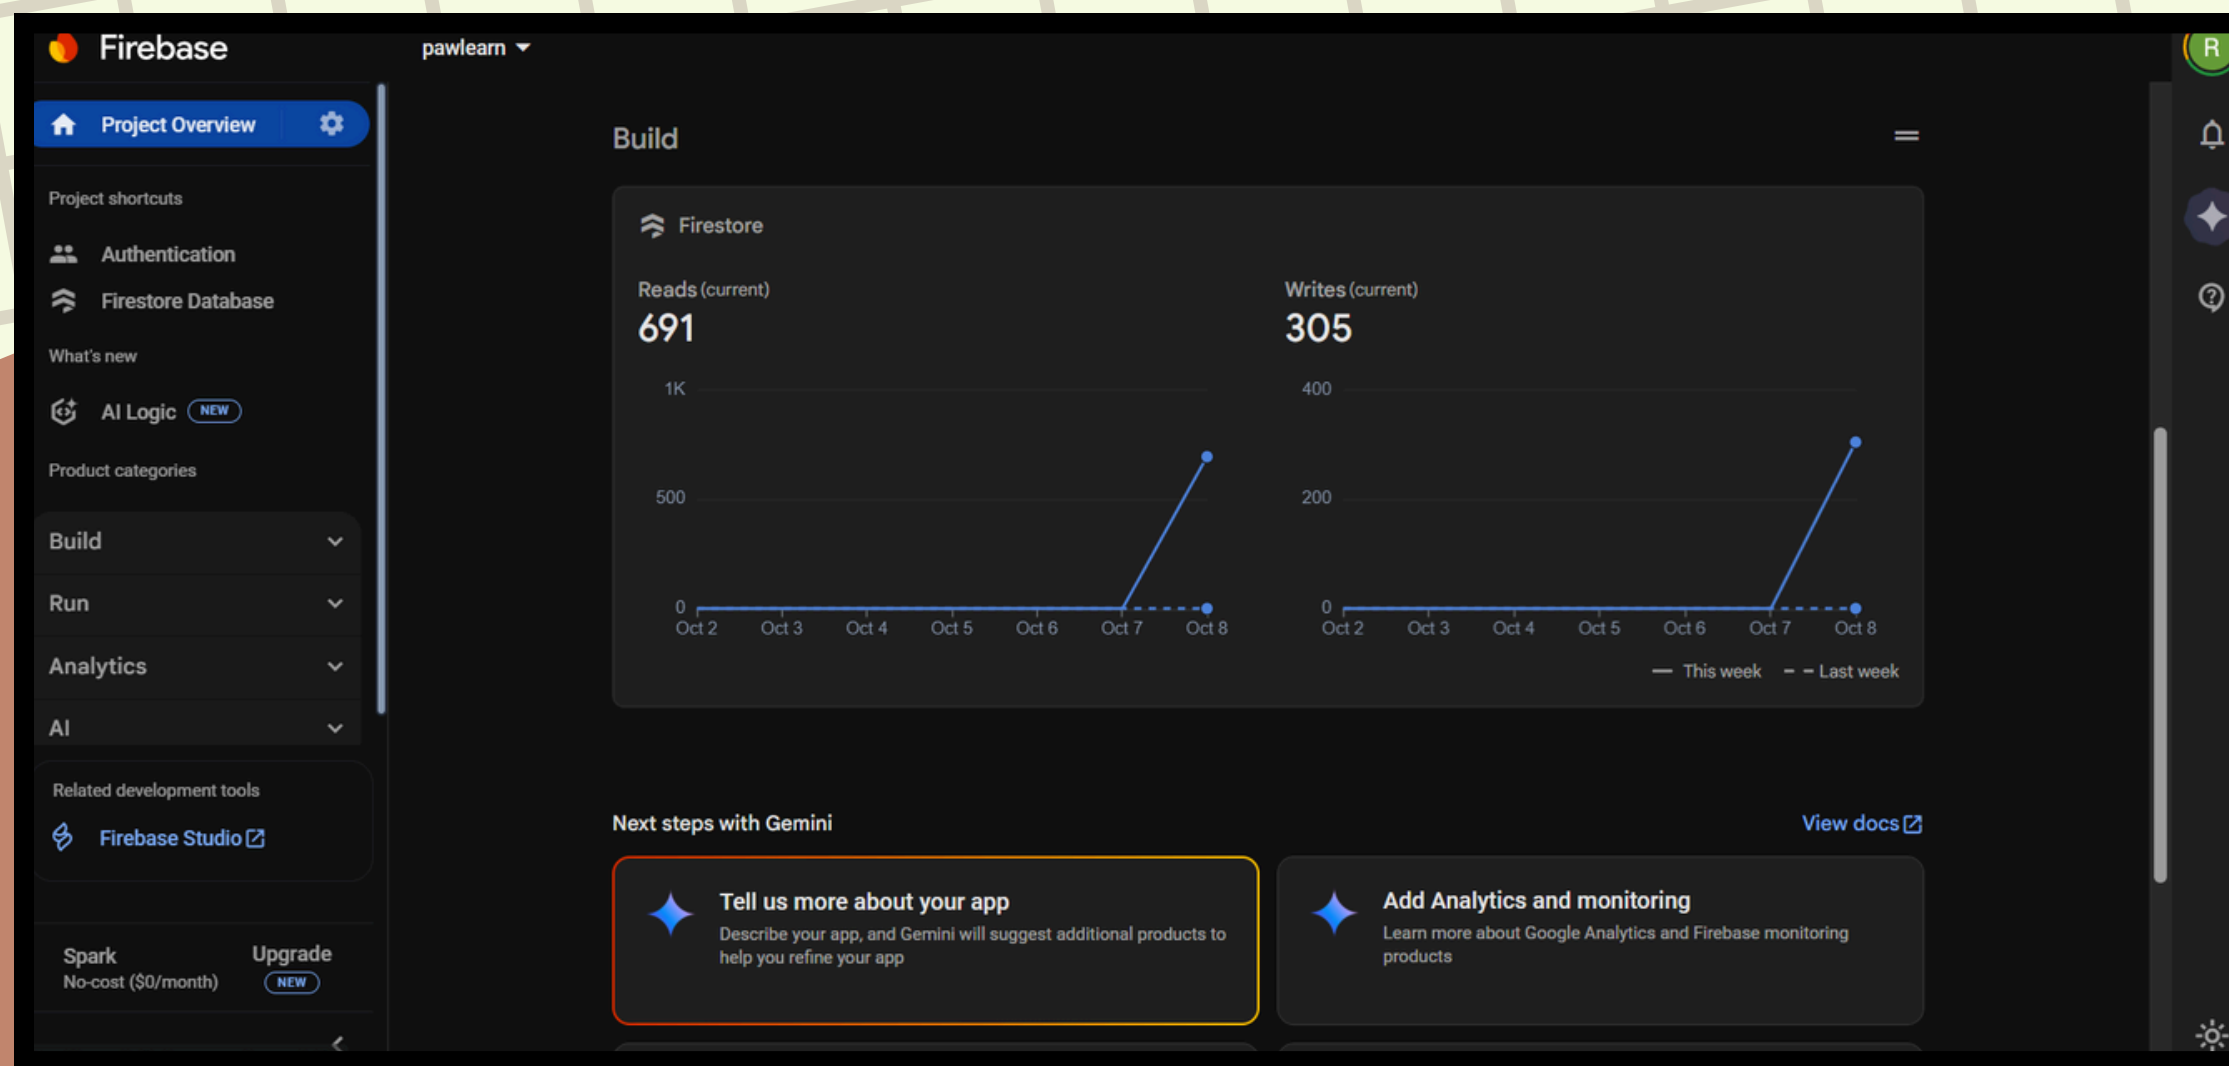 Firebase
pawlearn
R
Project Overview
Project shortcuts
Authentication
Firestore Database
What's new
AI Logic NEW
Product categories
Build
Run
Analytics
AI
Related development tools
Firebase Studio
Spark
No-cost ($0/month)
Upgrade
NEW
Build
Firestore
Reads (current)
691
1K
500
0
Oct 2 Oct 3 Oct 4 Oct 5 Oct 6 Oct 7 Oct 8
Writes (current)
305
400
200
0
Oct 2 Oct 3 Oct 4 Oct 5 Oct 6 Oct 7 Oct 8
This week Last week
Next steps with Gemini
View docs
Tell us more about your app
Describe your app, and Gemini will suggest additional products to
help you refine your app
Add Analytics and monitoring
Learn more about Google Analytics and Firebase monitoring
products